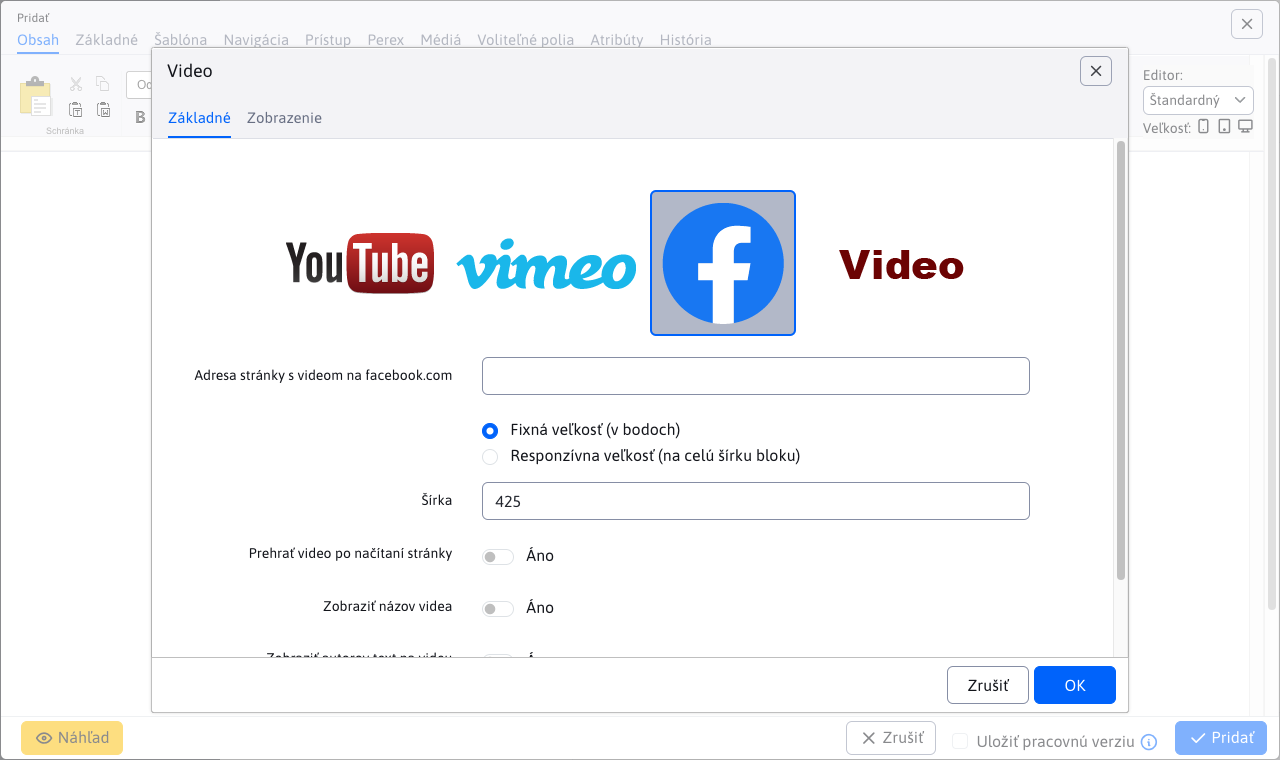 Pridať
Obsah Základné Šablóna Navigácia Prístup Perex Médiá Voliteľné polia Atribúty História
Video
Editor:
Štandardný
Veľkosť:
B
Schránka
Základné Zobrazenie
YouTube vimeo f Video
Adresa stránky s videom na facebook.com
Fixná veľkosť (v bodoch)
Responzívna veľkosť (na celú šírku bloku)
Šírka 425
Prehrať video po načítaní stránky Áno
Zobraziť názov videa Áno
Zrušiť OK
Náhľad Zrušiť Uložiť pracovnú verziu Pridať